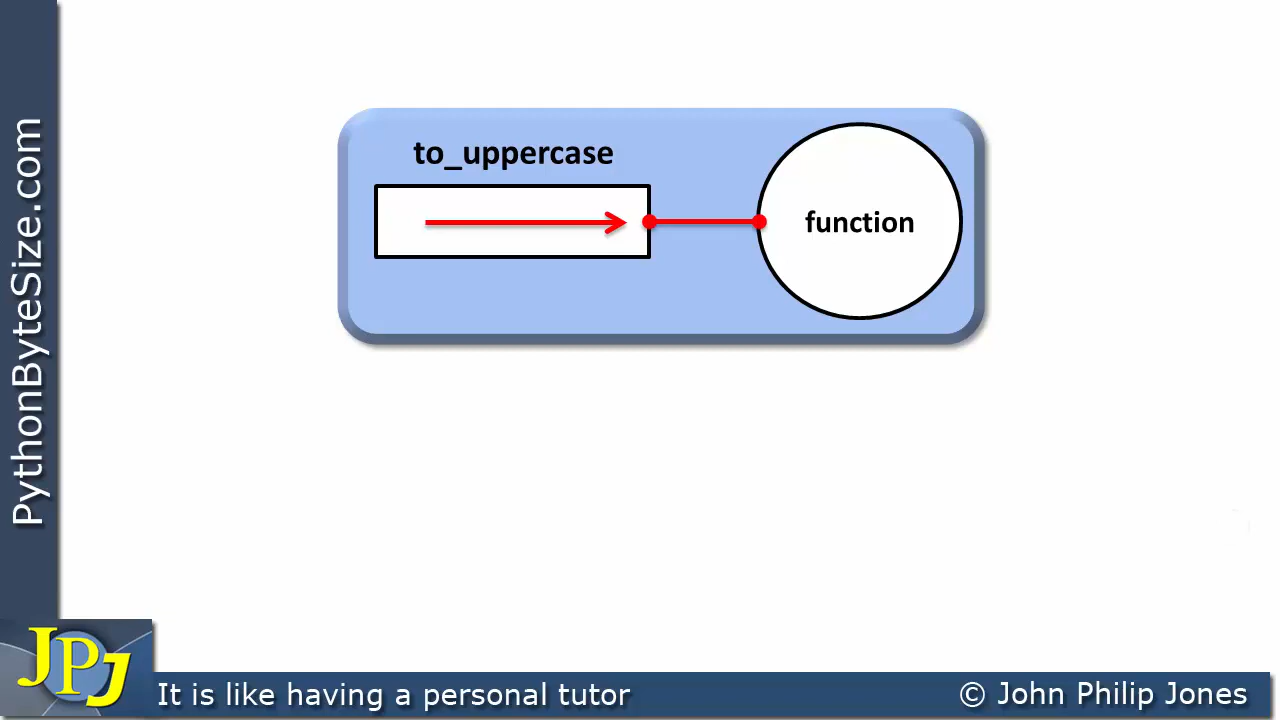 PythonByteSize.com
to_uppercase
function
JPJ
It is like having a personal tutor
© John Philip Jones